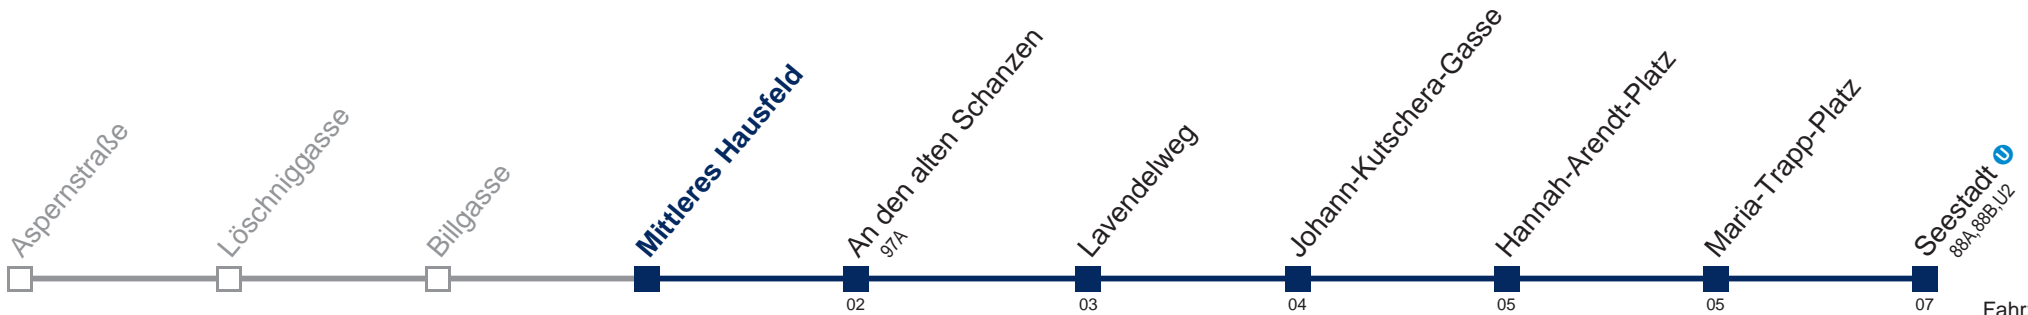 Aspernstraße
Löschniggasse
Billgasse
Mittleres Hausfeld
An den alten Schanzen
97A
Lavendelweg
Johann-Kutschera-Gasse
Hannah-Arendt-Platz
Maria-Trapp-Platz
Seestadt U
88A,88B,U2
02
03
04
05
05
07
Fahr